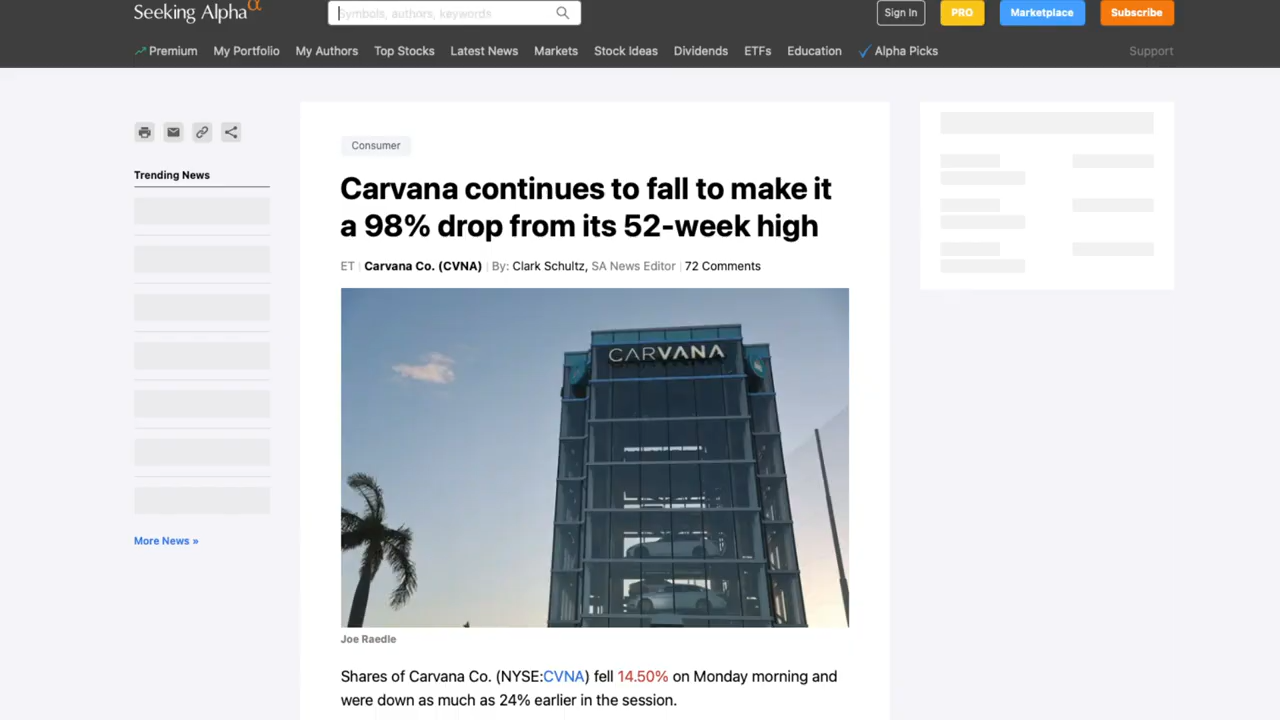 Seeking Alpha α
Symbols, authors, keywords
Sign In
PRO
Marketplace
Subscribe
Premium
My Portfolio
My Authors
Top Stocks
Latest News
Markets
Stock Ideas
Dividends
ETFs
Education
Alpha Picks
Support
Trending News
More News »
Consumer
Carvana continues to fall to make it
a 98% drop from its 52-week high
ET | Carvana Co. (CVNA) | By: Clark Schultz, SA News Editor | 72 Comments
CARVANA
Joe Raedle
Shares of Carvana Co. (NYSE:CVNA) fell 14.50% on Monday morning and
were down as much as 24% earlier in the session.